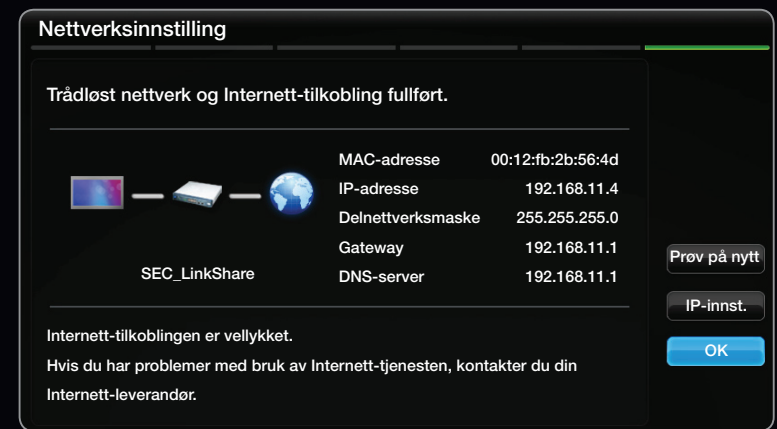 Nettverksinnstilling
Trådløst nettverk og Internett-tilkobling fullført.
MAC-adresse 00:12:fb:2b:56:4d
IP-adresse 192.168.11.4
Delnettverksmaske 255.255.255.0
Gateway 192.168.11.1
DNS-server 192.168.11.1
SEC_LinkShare
Internett-tilkoblingen er vellykket.
Hvis du har problemer med bruk av Internett-tjenesten, kontakter du din
Internett-leverandør.
Prøv på nytt
IP-innst.
OK